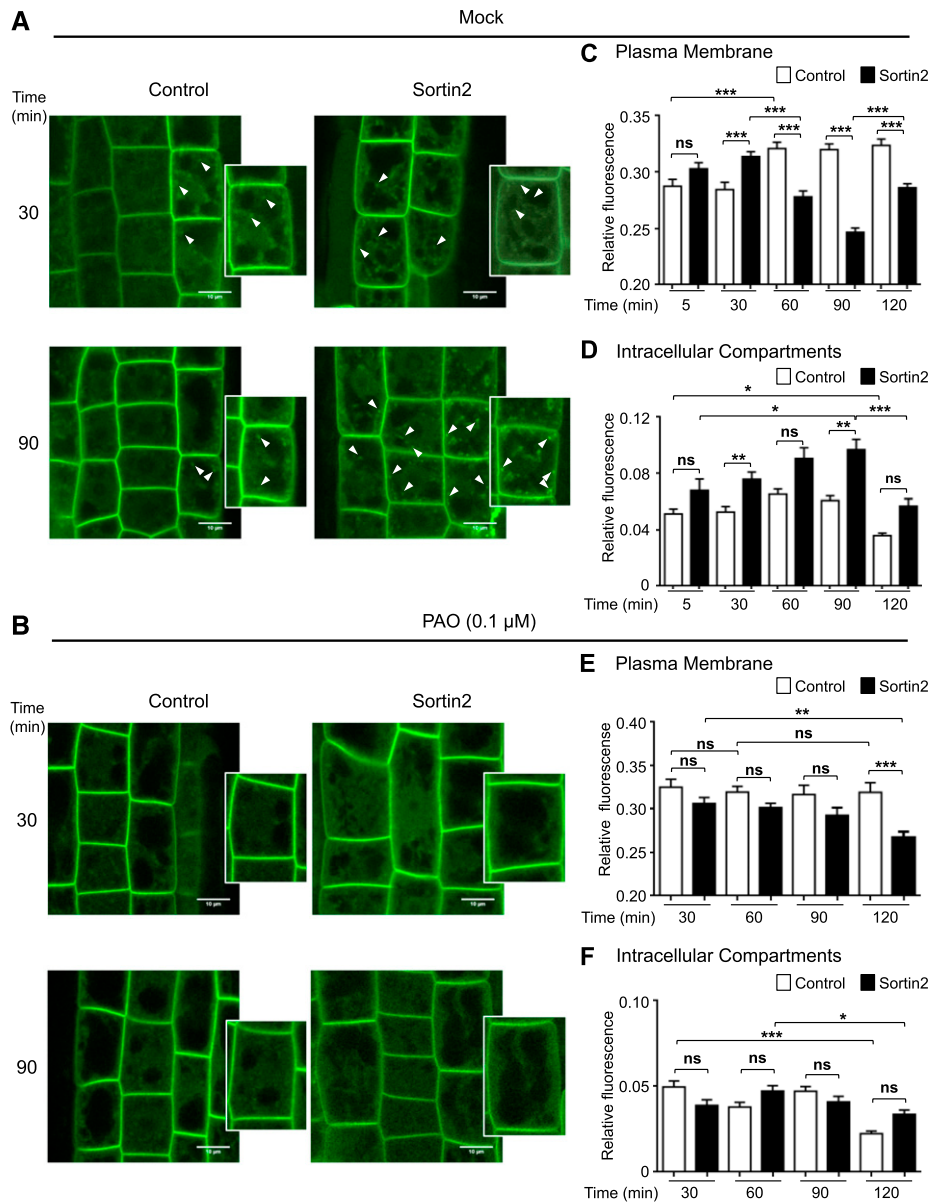 A
Mock
Control
Sortin2
Time
(min)
30
10 µm
10 µm
90
10 µm
10 µm
B
PAO (0.1 µM)
Control
Sortin2
Time
(min)
30
10 µm
10 µm
90
10 µm
10 µm
C Plasma Membrane
Control Sortin2
Relative fluorescence
0.35
0.30
0.25
0.20
ns
***
***
***
***
***
***
***
Time (min) 5 30 60 90 120
D Intracellular Compartments
Control Sortin2
Relative fluorescence
0.12
0.08
0.04
0
*
*
***
ns
**
ns
**
ns
Time (min) 5 30 60 90 120
E Plasma Membrane
Control Sortin2
Relative fluorescense
0.40
0.35
0.30
0.25
0.20
**
ns
ns
ns
ns
ns
***
Time (min) 30 60 90 120
F Intracellular Compartments
Control Sortin2
Relative fluorescence
0.10
0.05
0
*
***
ns
ns
ns
ns
Time (min) 30 60 90 120